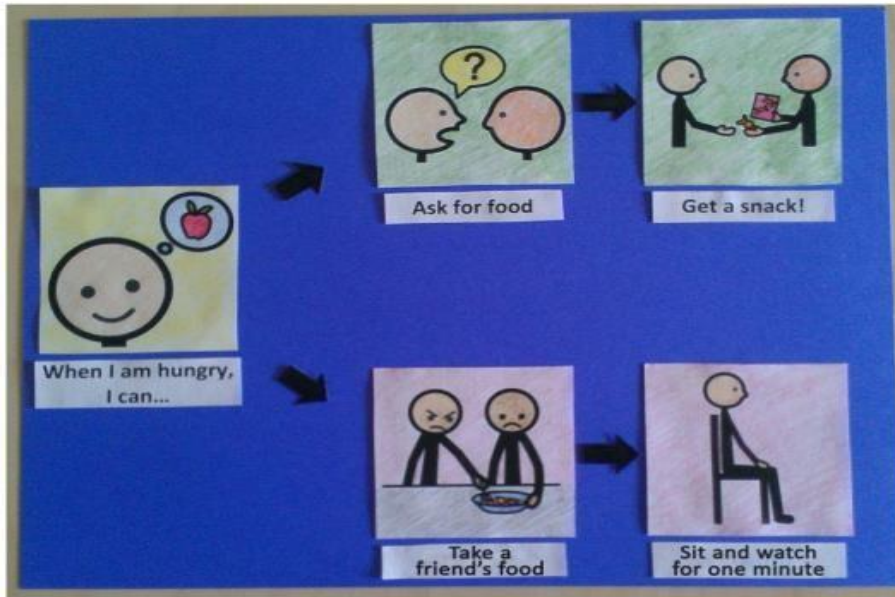 ?
Ask for food
Get a snack!
When I am hungry,
I can...
Take a
friend's food
Sit and watch
for one minute